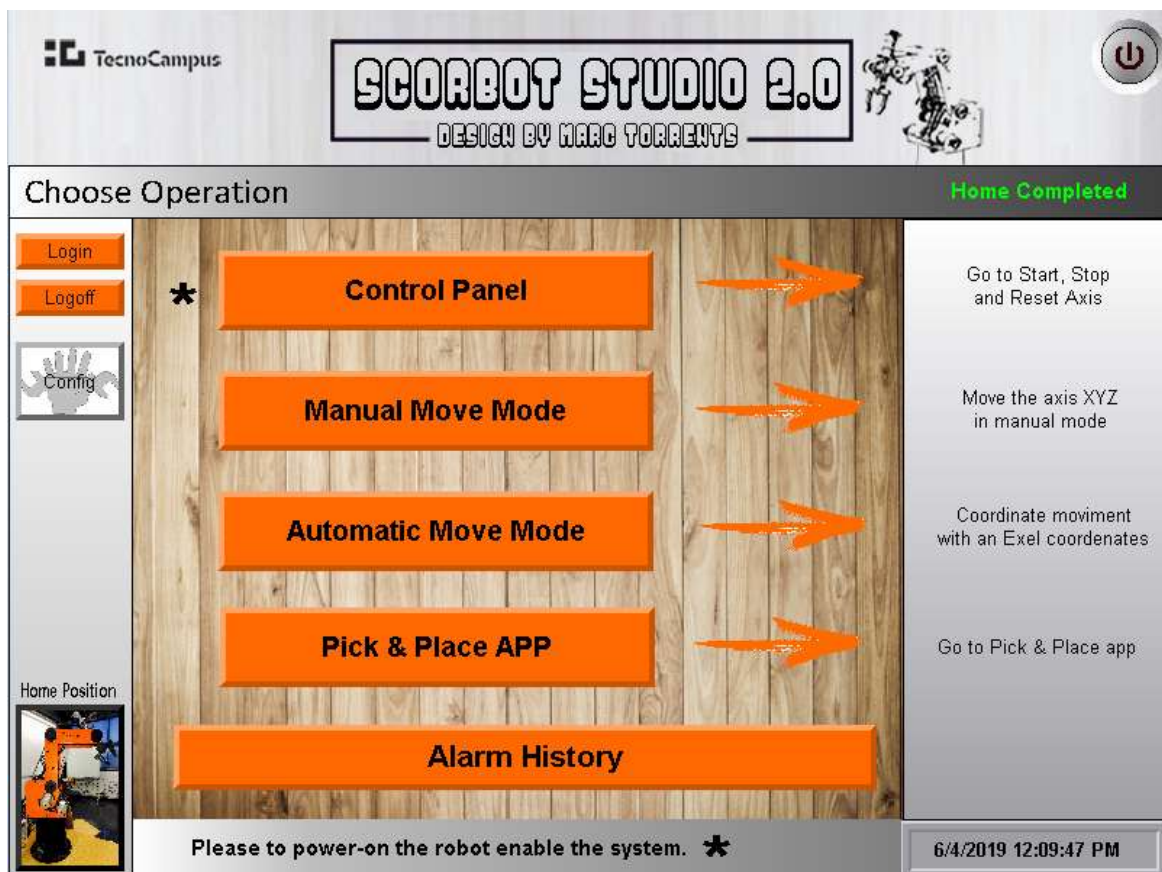 TecnoCampus
SCORBOT STUDIO 2.0
DESIGN BY MARC TORRENTS
Choose Operation
Home Completed
Login
Logoff
Config
* Control Panel
Go to Start, Stop
and Reset Axis
Manual Move Mode
Move the axis XYZ
in manual mode
Automatic Move Mode
Coordinate moviment
with an Exel coordenates
Pick & Place APP
Go to Pick & Place app
Home Position
Alarm History
Please to power-on the robot enable the system. *
6/4/2019 12:09:47 PM